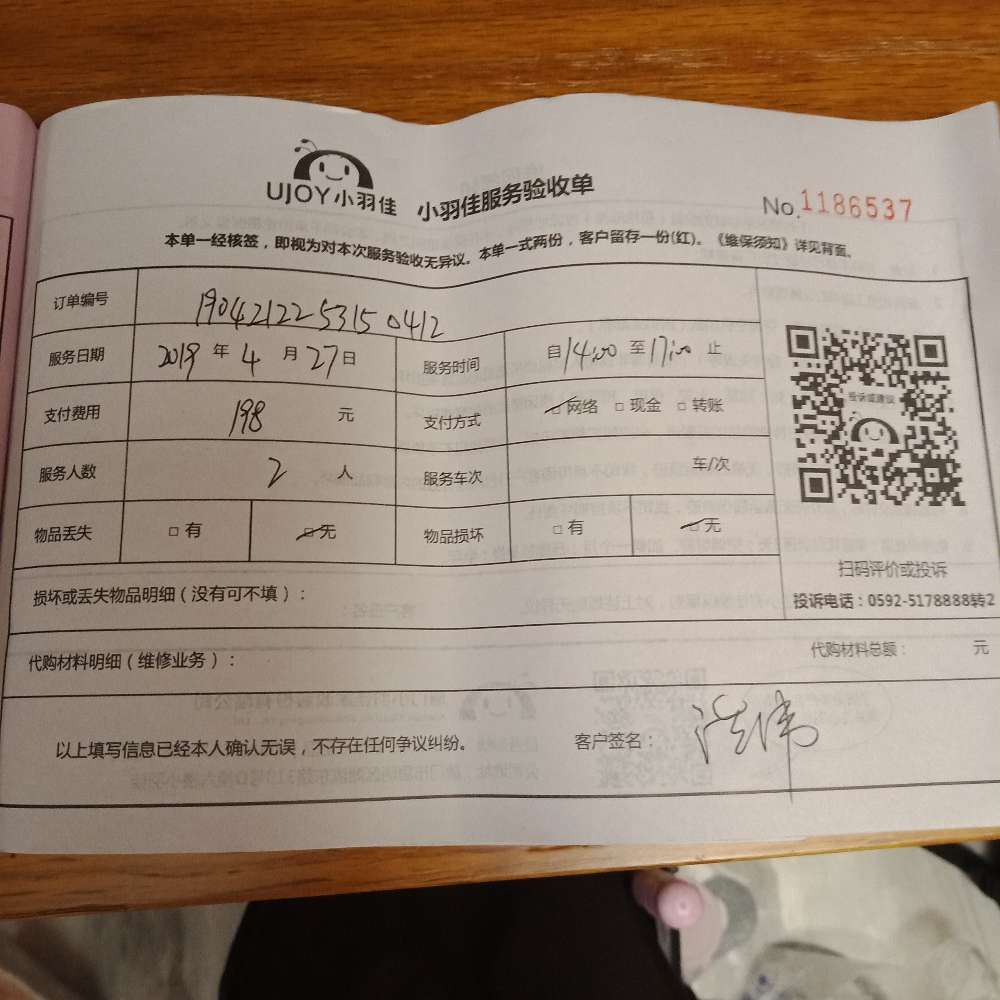 UJOY小羽佳 小羽佳服务验收单 No.1186537
本单一经核签，即视为对本次服务验收无异议。本单一式两份，客户留存一份(红)。《维保须知》详见背面。
订单编号 1904212253150412
服务日期 2019 年 4 月 27 日 服务时间 自 14:00 至 17:00 止
投诉或建议
支付费用 198 元 支付方式 □ 网络 □ 现金 □ 转账
服务人数 2 人 服务车次 车/次
物品丢失 □ 有 □ 无 物品损坏 □ 有 □ 无
扫码评价或投诉
损坏或丢失物品明细（没有可不填）：
投诉电话：0592-5178888转2
代购材料明细（维修业务）： 代购材料总额： 元
以上填写信息已经本人确认无误，不存在任何争议纠纷。 客户签名：